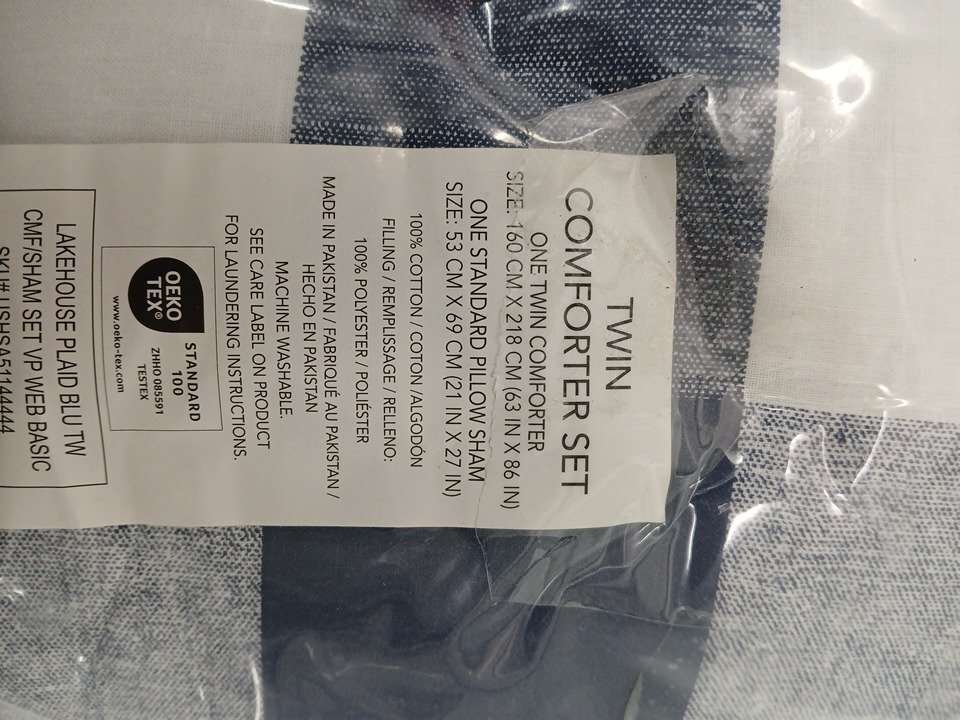 TWIN
COMFORTER SET
ONE TWIN COMFORTER
SIZE: 160 CM X 218 CM (63 IN X 86 IN)
ONE STANDARD PILLOW SHAM
SIZE: 53 CM X 69 CM (21 IN X 27 IN)
100% COTTON / COTON /ALGODÓN
FILLING / REMPLISSAGE / RELLENO:
100% POLYESTER / POLIÉSTER
MADE IN PAKISTAN / FABRIQUÉ AU PAKISTAN /
HECHO EN PAKISTAN
MACHINE WASHABLE.
SEE CARE LABEL ON PRODUCT
FOR LAUNDERING INSTRUCTIONS.
OEKO
TEX®
STANDARD
100
ZHHO 085591
TESTEX
www.oeko-tex.com
LAKEHOUSE PLAID BLU TW
CMF/SHAM SET VP WEB BASIC
SKU# USHSA51144444